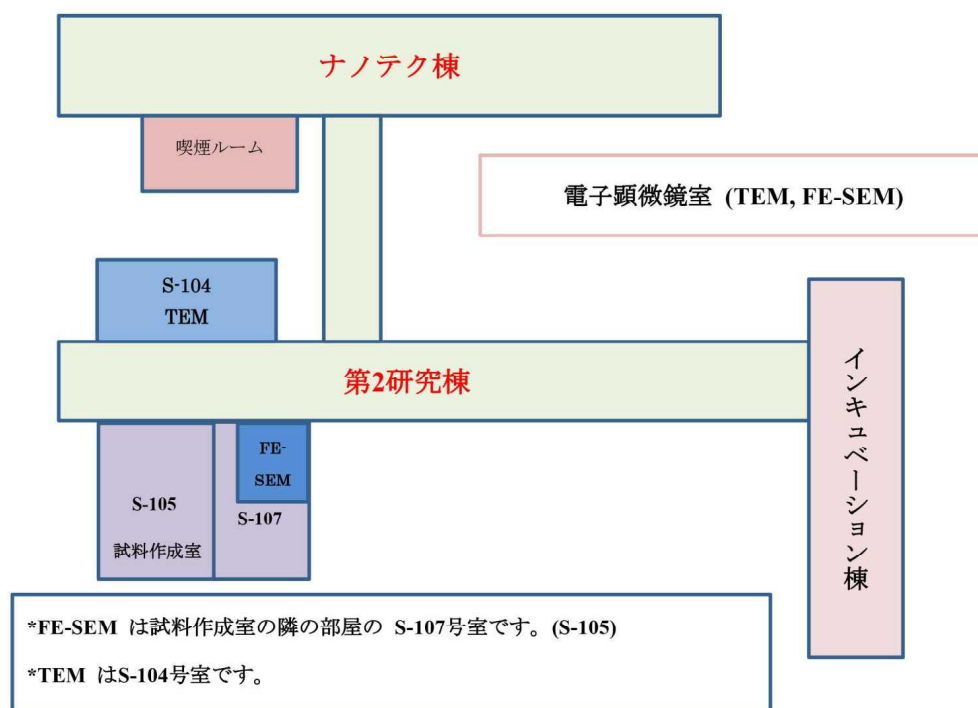 ナノテク棟
喫煙ルーム
電子顕微鏡室 (TEM, FE-SEM)
S-104
TEM
第2研究棟
インキュベーション棟
FE-
SEM
S-105
試料作成室
S-107
*FE-SEM は試料作成室の隣の部屋の S-107号室です。(S-105)
*TEM はS-104号室です。